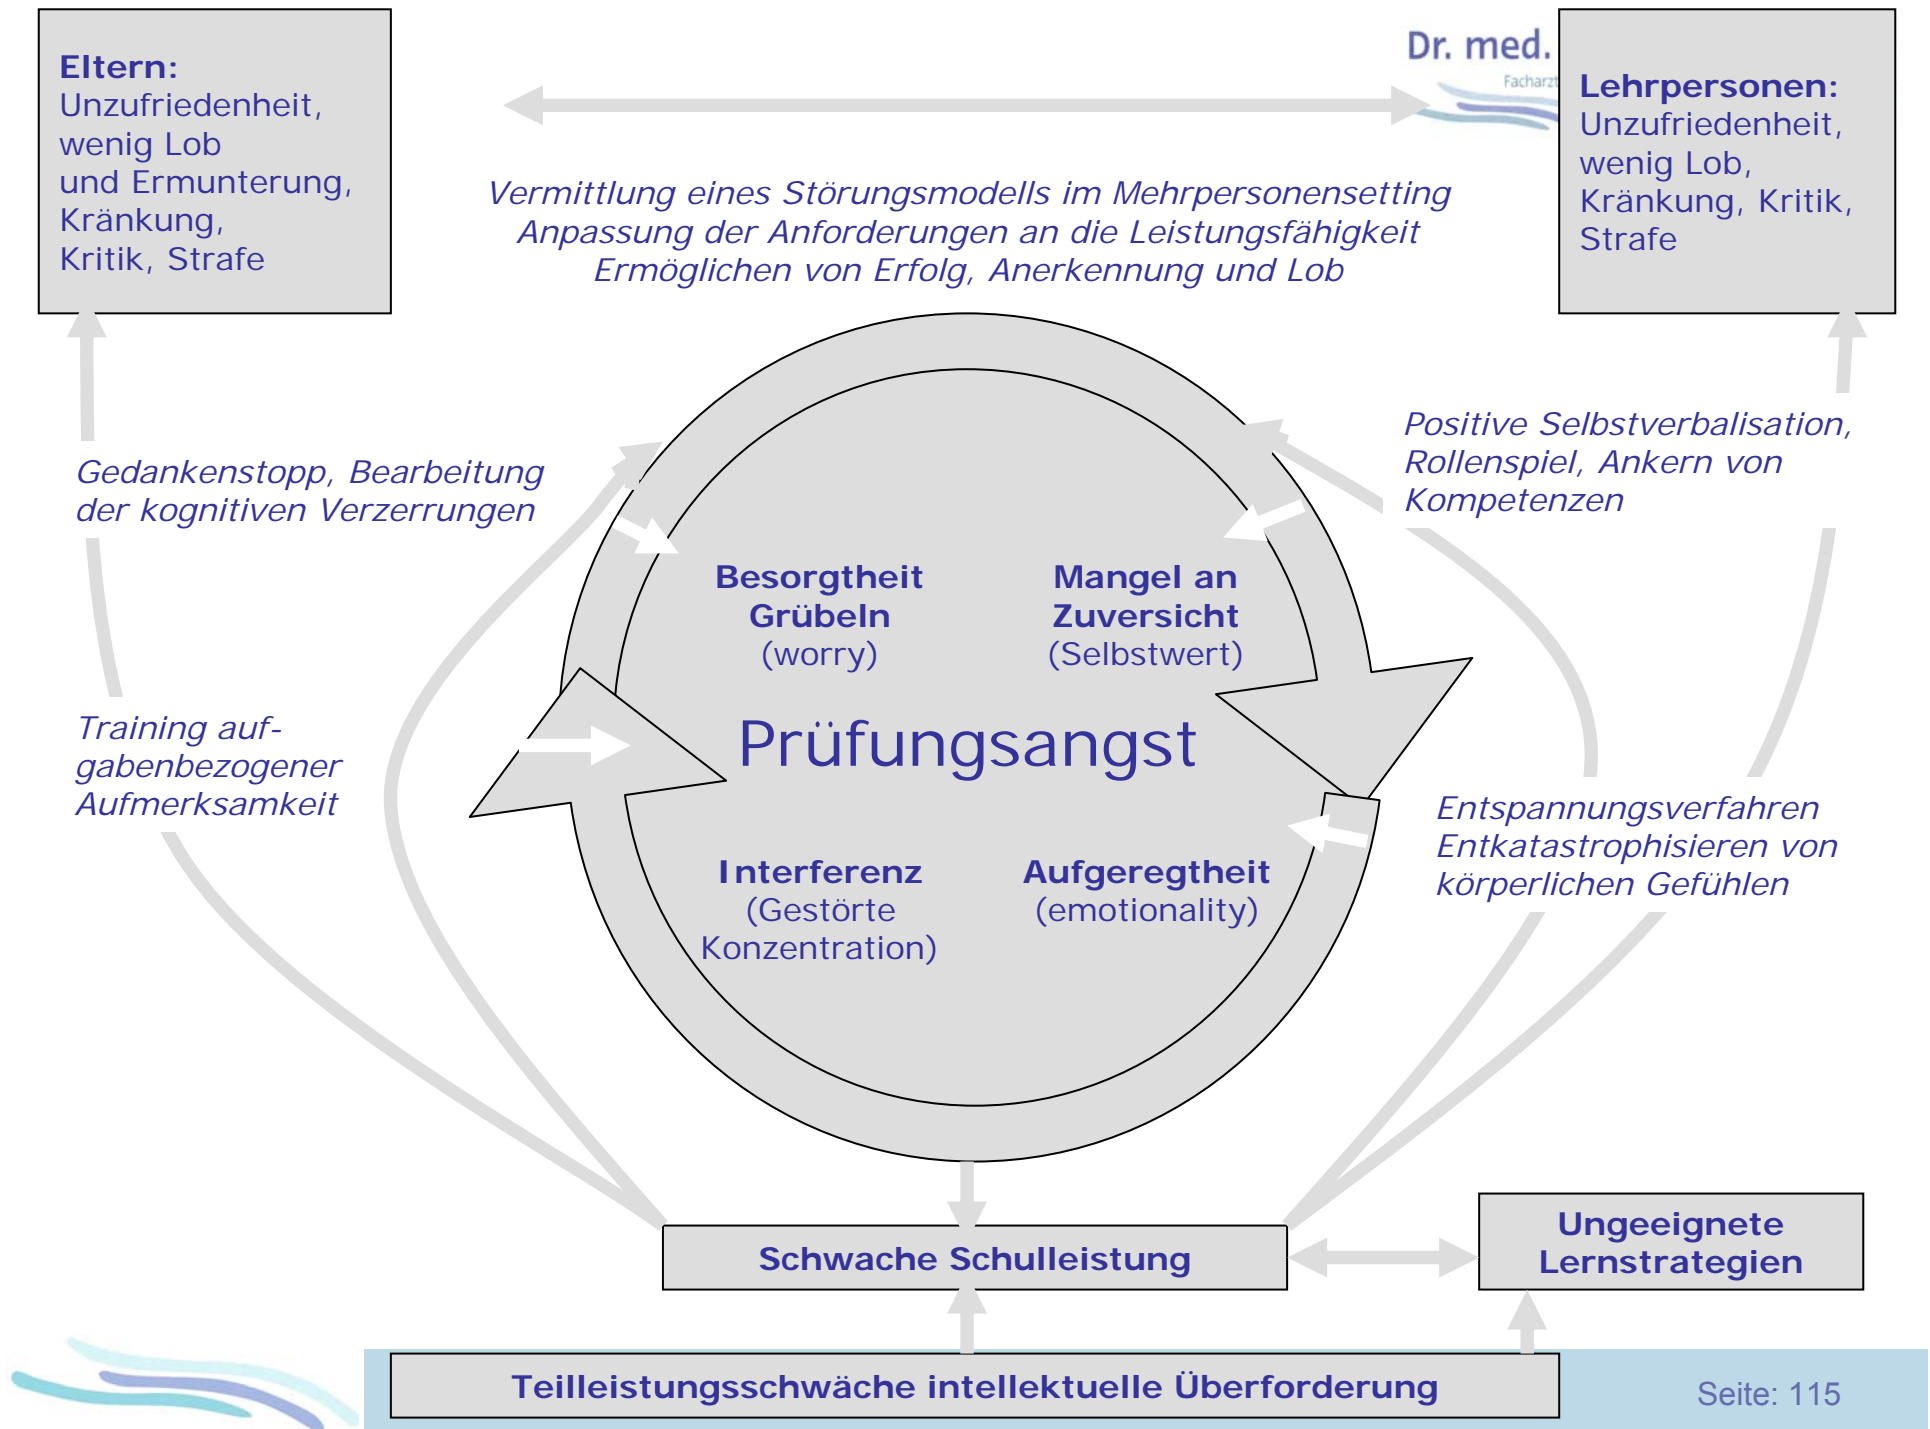 Eltern:
Unzufriedenheit,
wenig Lob
und Ermunterung,
Kränkung,
Kritik, Strafe
Dr. med.
Facharzt
Lehrpersonen:
Unzufriedenheit,
wenig Lob,
Kränkung, Kritik,
Strafe
Vermittlung eines Störungsmodells im Mehrpersonensetting
Anpassung der Anforderungen an die Leistungsfähigkeit
Ermöglichen von Erfolg, Anerkennung und Lob
Gedankenstopp, Bearbeitung
der kognitiven Verzerrungen
Positive Selbstverbalisation,
Rollenspiel, Ankern von
Kompetenzen
Besorgtheit
Grübeln
(worry)
Mangel an
Zuversicht
(Selbstwert)
Prüfungsangst
Training auf-
gabenbezogener
Aufmerksamkeit
Entspannungsverfahren
Entkatastrophisieren von
körperlichen Gefühlen
Interferenz
(Gestörte
Konzentration)
Aufgeregtheit
(emotionality)
Schwache Schulleistung
Ungeeignete
Lernstrategien
Teilleistungsschwäche intellektuelle Überforderung
Seite: 115